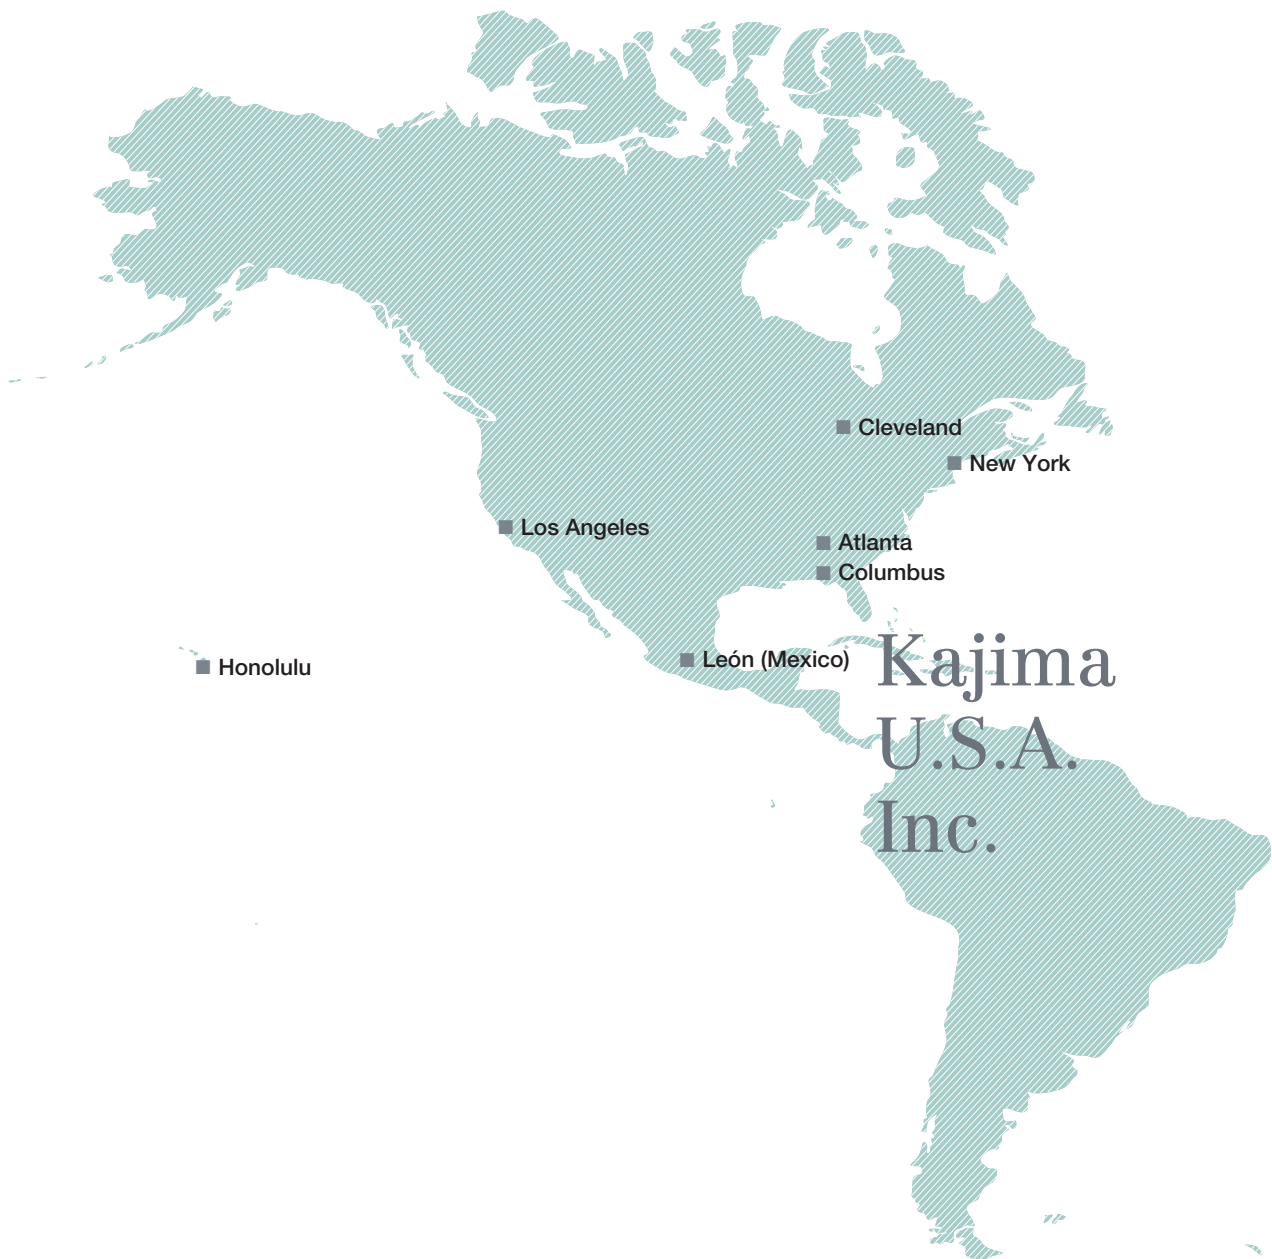 Cleveland
New York
Los Angeles
Atlanta
Columbus
Honolulu
León (Mexico)
Kajima
U.S.A.
Inc.